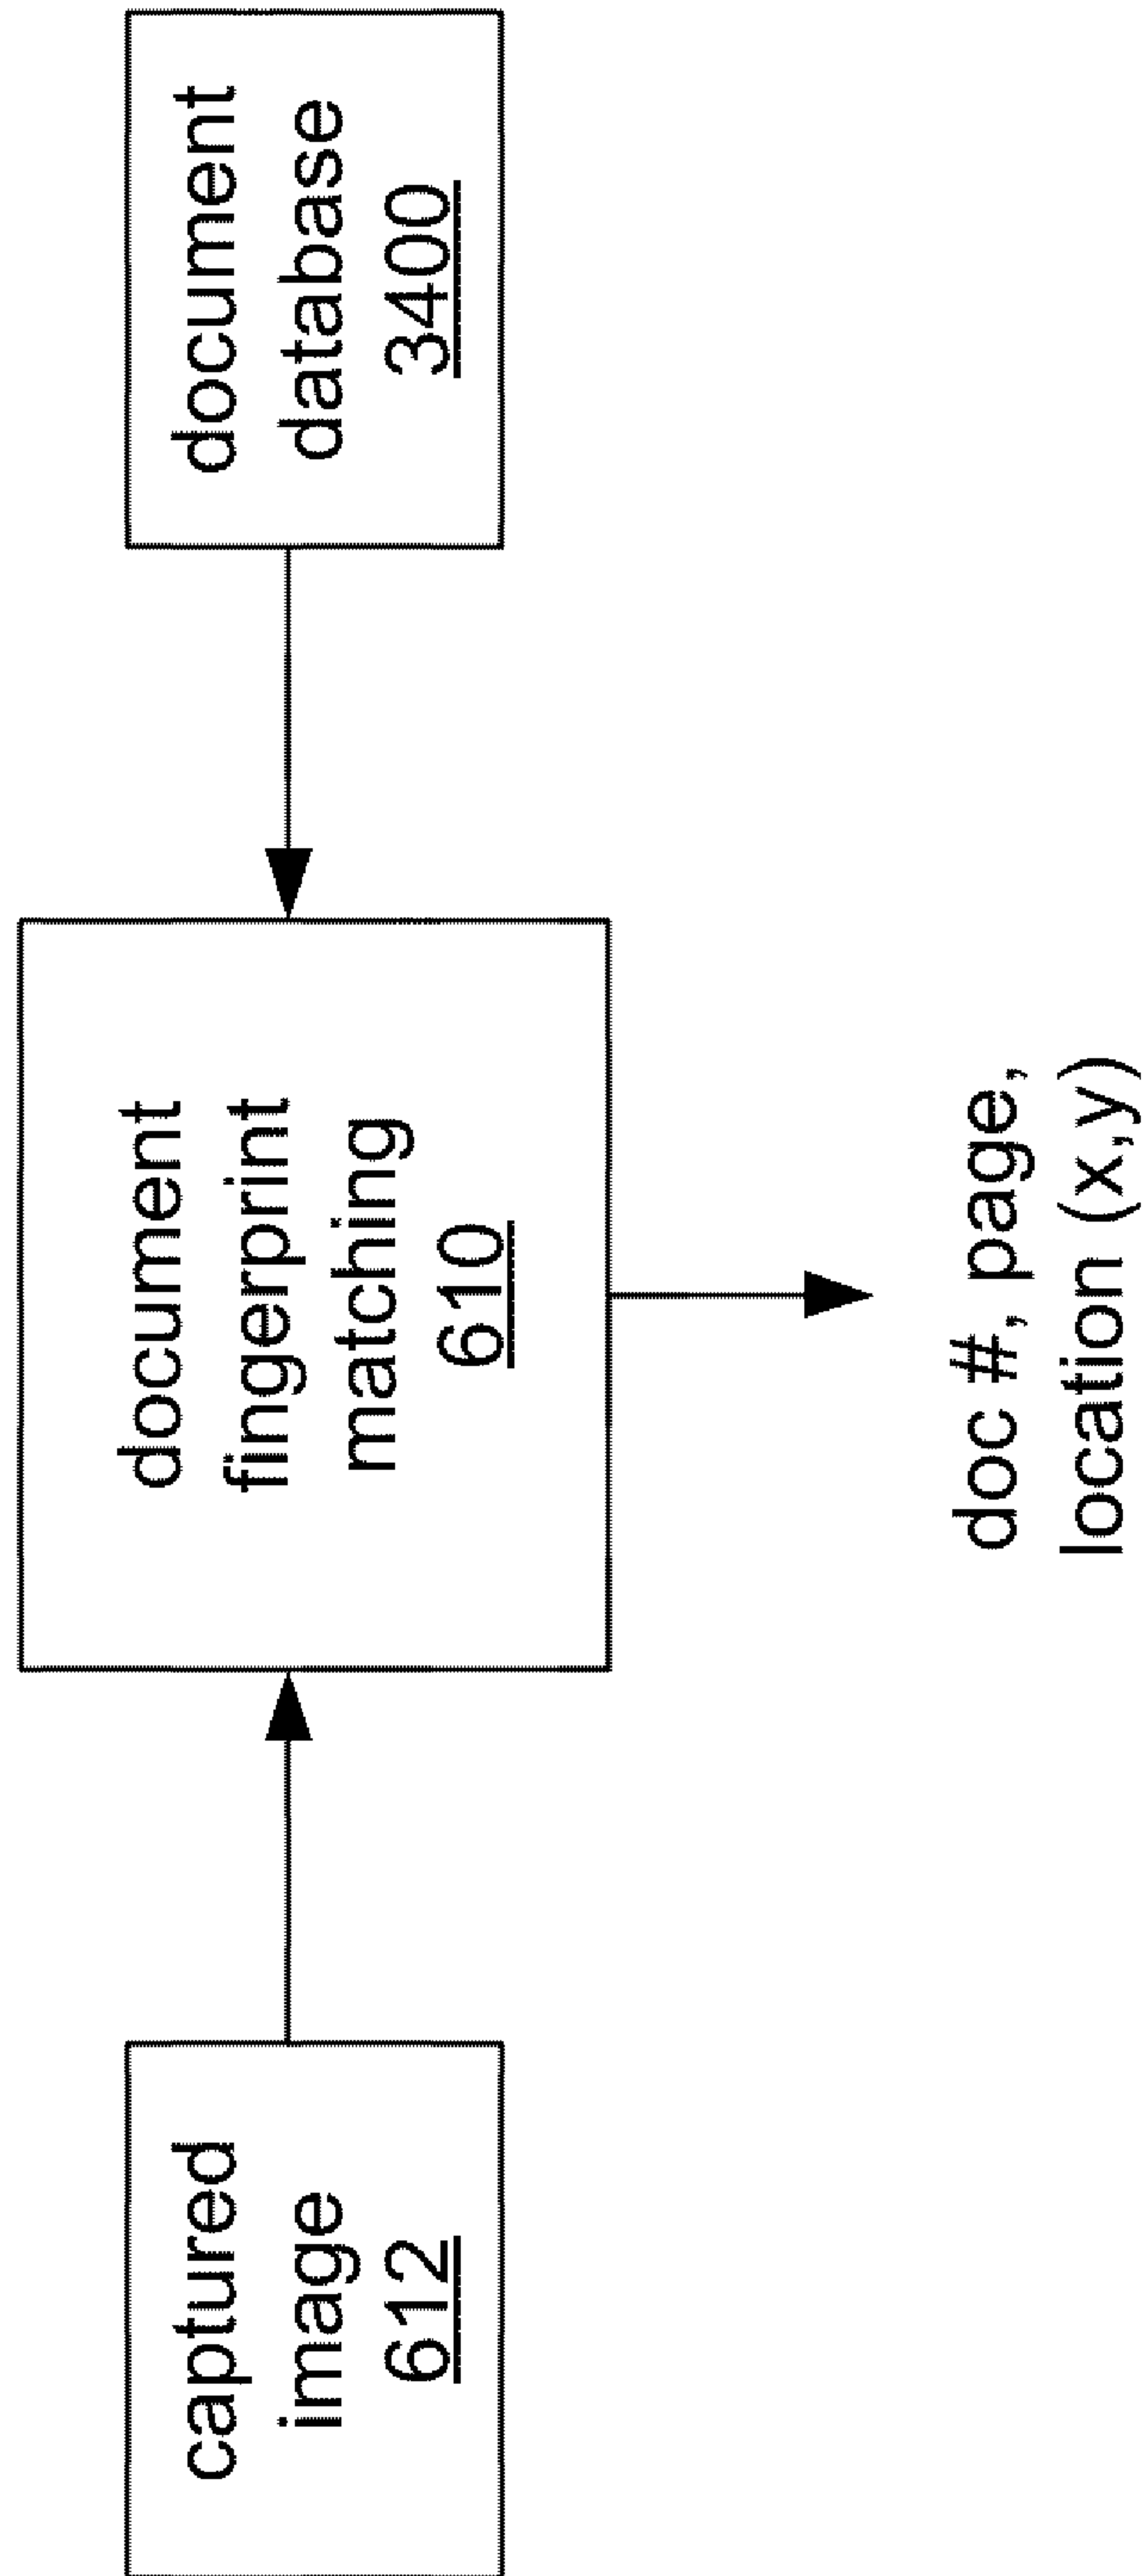 captured
image
612
document
fingerprint
matching
610
document
database
3400
doc #, page,
location (x,y)